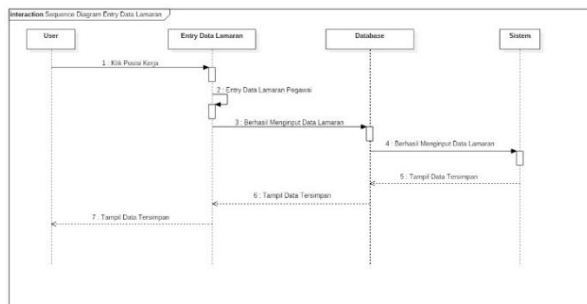 interaction Sequence Diagram Entry Data Lamaran
User Entry Data Lamaran Database Sistem
1 : Klik Posisi Kerja
2 : Entry Data Lamaran Pegawai
3 : Berhasil Menginput Data Lamaran
4 : Berhasil Menginput Data Lamaran
5 : Tampil Data Tersimpan
6 : Tampil Data Tersimpan
7 : Tampil Data Tersimpan